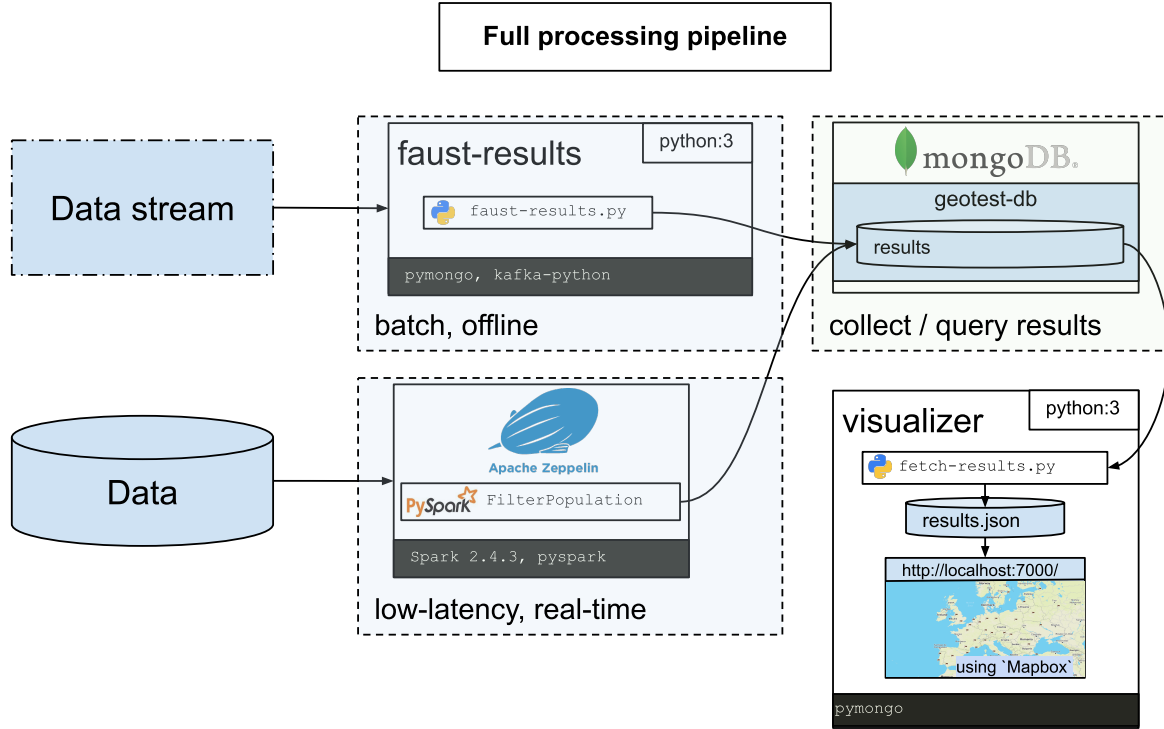 Full processing pipeline
Data stream
faust-results
python:3
faust-results.py
pymongo, kafka-python
batch, offline
mongoDB®
geotest-db
results
collect / query results
Data
Apache Zeppelin
PySpark
FilterPopulation
Spark 2.4.3, pyspark
low-latency, real-time
visualizer
python:3
fetch-results.py
results.json
http://localhost:7000/
using `Mapbox`
pymongo